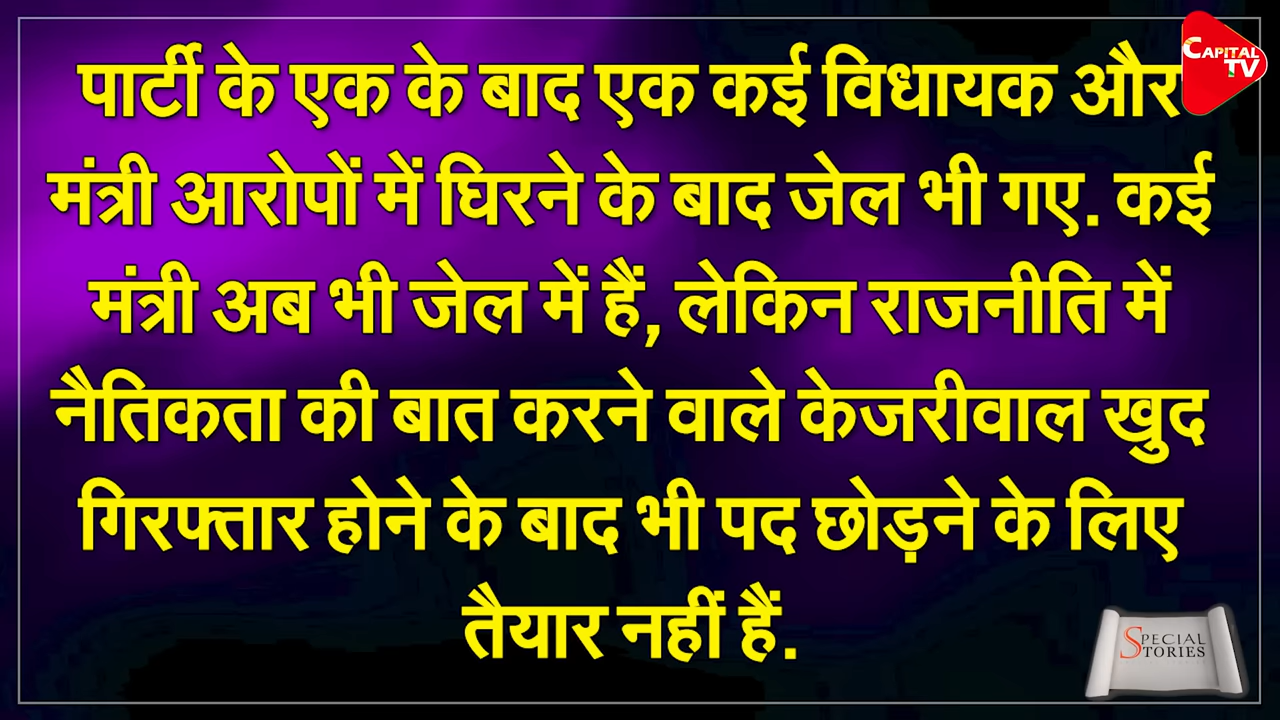 CAPITAL
TV
पार्टी के एक के बाद एक कई विधायक और
मंत्री आरोपों में घिरने के बाद जेल भी गए. कई
मंत्री अब भी जेल में हैं, लेकिन राजनीति में
नैतिकता की बात करने वाले केजरीवाल खुद
गिरफ्तार होने के बाद भी पद छोड़ने के लिए
तैयार नहीं हैं.
SPECIAL
STORIES